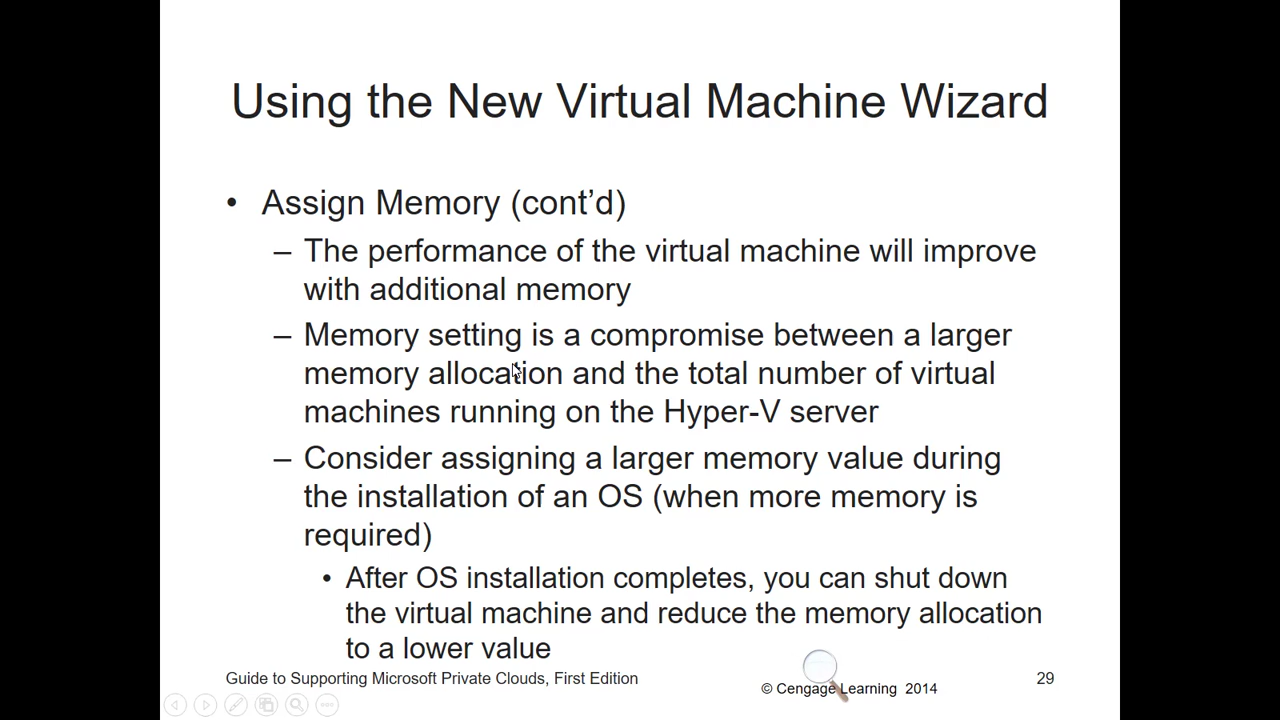 Using the New Virtual Machine Wizard
• Assign Memory (cont’d)
– The performance of the virtual machine will improve
with additional memory
– Memory setting is a compromise between a larger
memory allocation and the total number of virtual
machines running on the Hyper-V server
– Consider assigning a larger memory value during
the installation of an OS (when more memory is
required)
• After OS installation completes, you can shut down
the virtual machine and reduce the memory allocation
to a lower value
Guide to Supporting Microsoft Private Clouds, First Edition
© Cengage Learning 2014
29